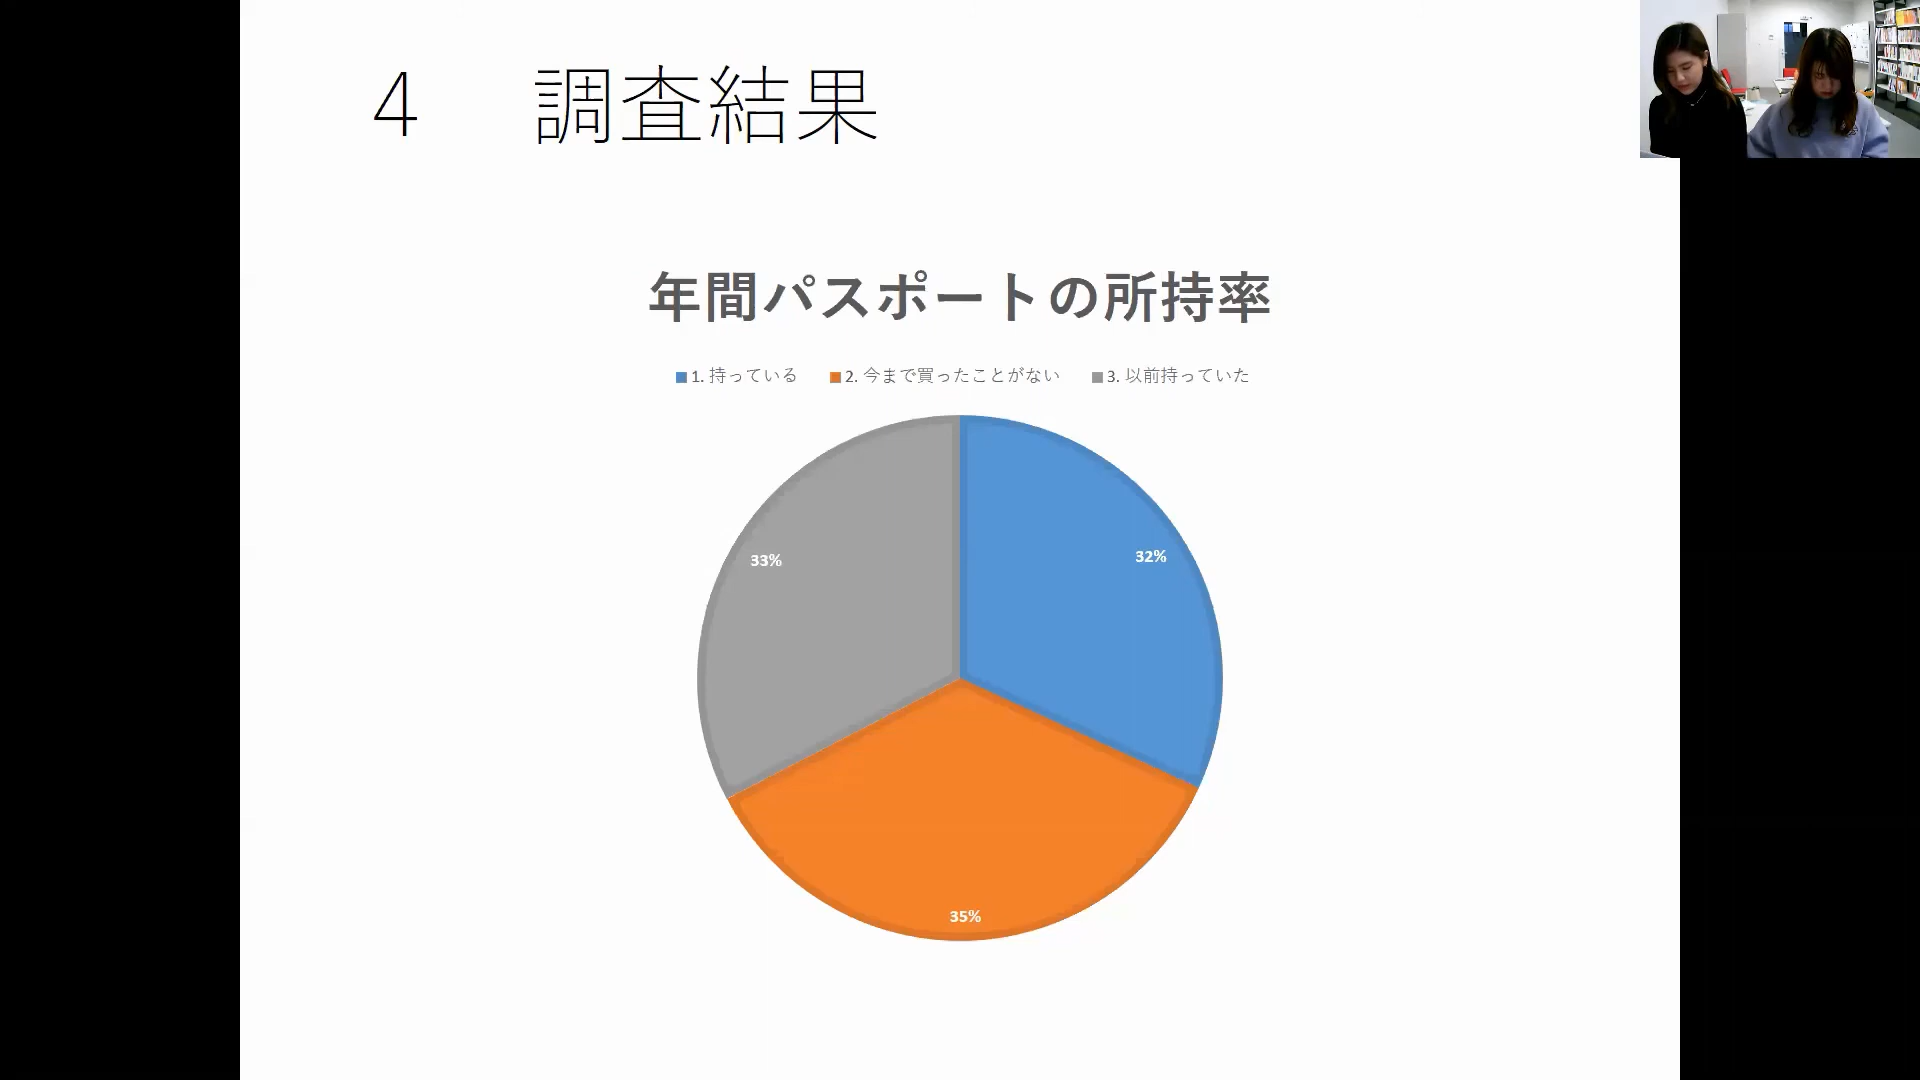 4 調査結果
年間パスポートの所持率
1. 持っている 2. 今まで買ったことがない 3. 以前持っていた
33%
32%
35%